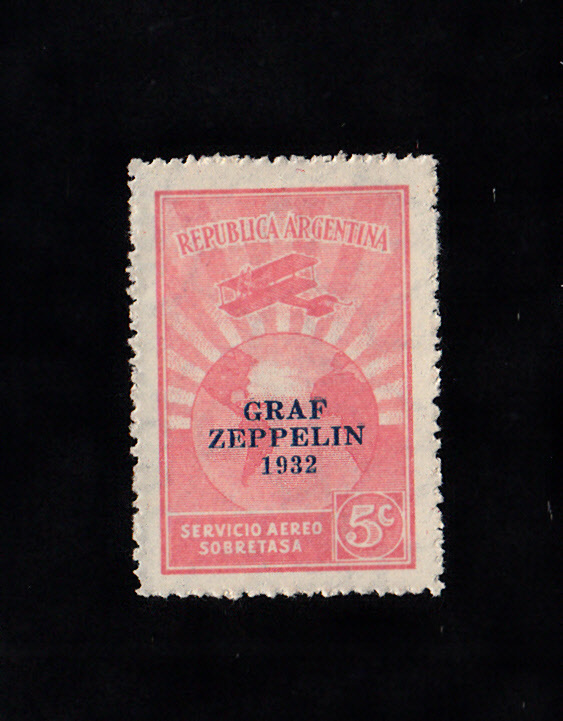 REPUBLICA ARGENTINA
GRAF
ZEPPELIN
1932
SERVICIO AEREO
SOBRETASA
5c